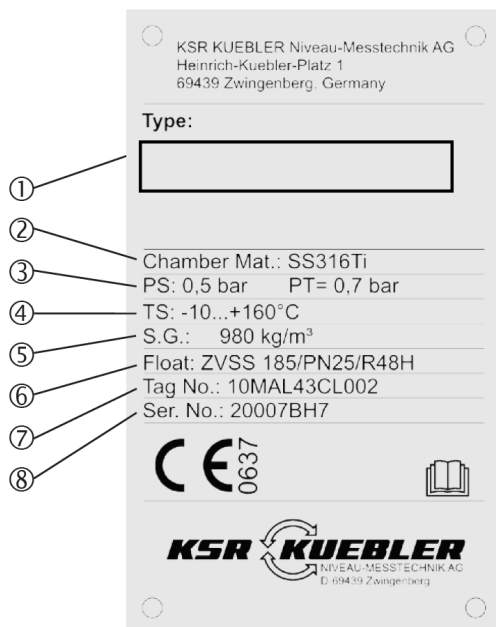 KSR KUEBLER Niveau-Messtechnik AG
Heinrich-Kuebler-Platz 1
69439 Zwingenberg. Germany
Type:
①
② Chamber Mat.: SS316Ti
③ PS: 0,5 bar PT= 0,7 bar
④ TS: -10...+160°C
⑤ S.G.: 980 kg/m³
⑥ Float: ZVSS 185/PN25/R48H
⑦ Tag No.: 10MAL43CL002
⑧ Ser. No.: 20007BH7
CE 0637
KSR KUEBLER
NIVEAU-MESSTECHNIK AG
D-69439 Zwingenberg